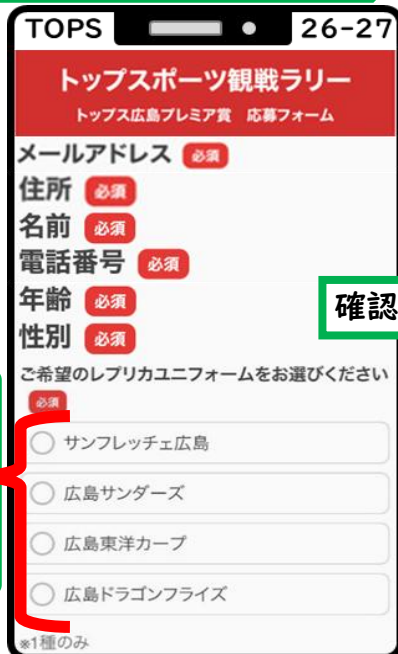 TOPS 26-27
トップスポーツ観戦ラリー
トップス広島プレミア賞 応募フォーム
メールアドレス 必須
住所 必須
名前 必須
電話番号 必須
年齢 必須
確認
性別 必須
ご希望のレプリカユニフォームをお選びください
必須
サンフレッチェ広島
広島サンダーズ
広島東洋カープ
広島ドラゴンフライズ
※1種のみ